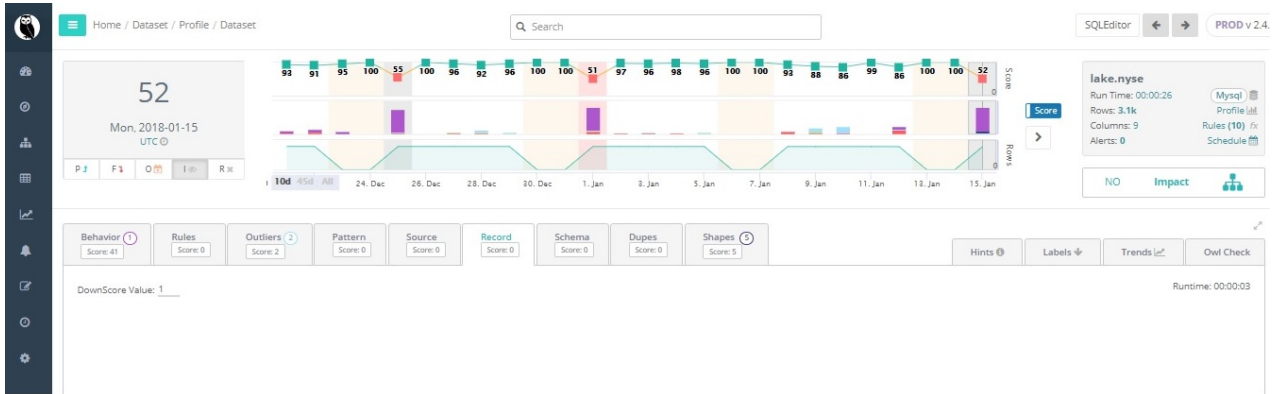 Home / Dataset / Profile / Dataset
Search
SQLEditor
PROD v 2.4.
52
Mon, 2018-01-15
UTC
P F O I R
93 91 95 100 55 100 96 92 96 100 100 51 97 96 98 96 100 100 93 88 86 99 86 100 100 52
Score
0
Rows
0
10d 45d All
24. Dec 26. Dec 28. Dec 30. Dec 1. Jan 3. Jan 5. Jan 7. Jan 9. Jan 11. Jan 13. Jan 15. Jan
Score
lake.nyse
Run Time: 00:00:26 Mysql
Rows: 3.1k Profile
Columns: 9 Rules (10) fx
Alerts: 0 Schedule
NO Impact
Behavior 1 Rules Outliers 2 Pattern Source Record Schema Dupes Shapes 5
Score: 41 Score: 0 Score: 2 Score: 0 Score: 0 Score: 0 Score: 0 Score: 0 Score: 5
Hints Labels Trends Owl Check
DownScore Value: 1
Runtime: 00:00:03